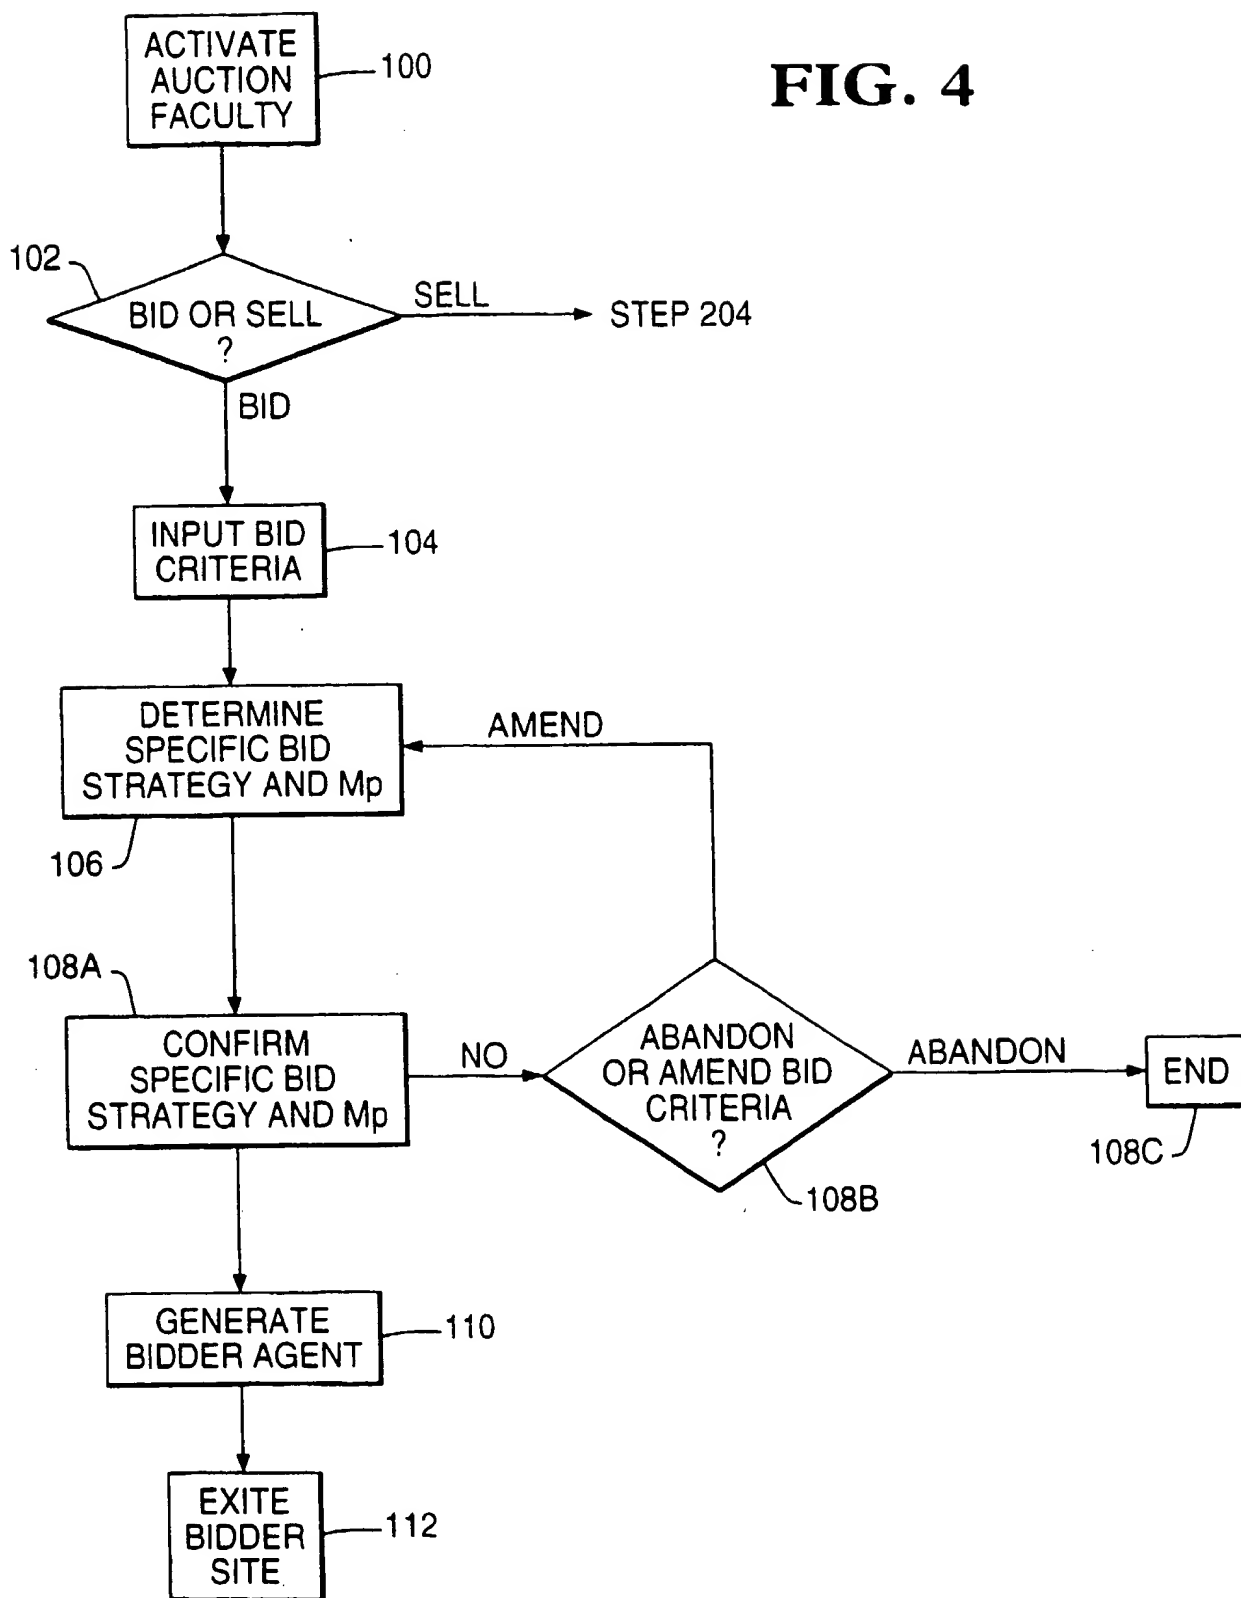 ACTIVATE
AUCTION
FACULTY
100
FIG. 4
102
BID OR SELL
?
SELL
STEP 204
BID
INPUT BID
CRITERIA
104
DETERMINE
SPECIFIC BID
STRATEGY AND Mp
AMEND
106
108A
CONFIRM
SPECIFIC BID
STRATEGY AND Mp
NO
ABANDON
OR AMEND BID
CRITERIA
?
ABANDON
END
108C
108B
GENERATE
BIDDER AGENT
110
EXITE
BIDDER
SITE
112